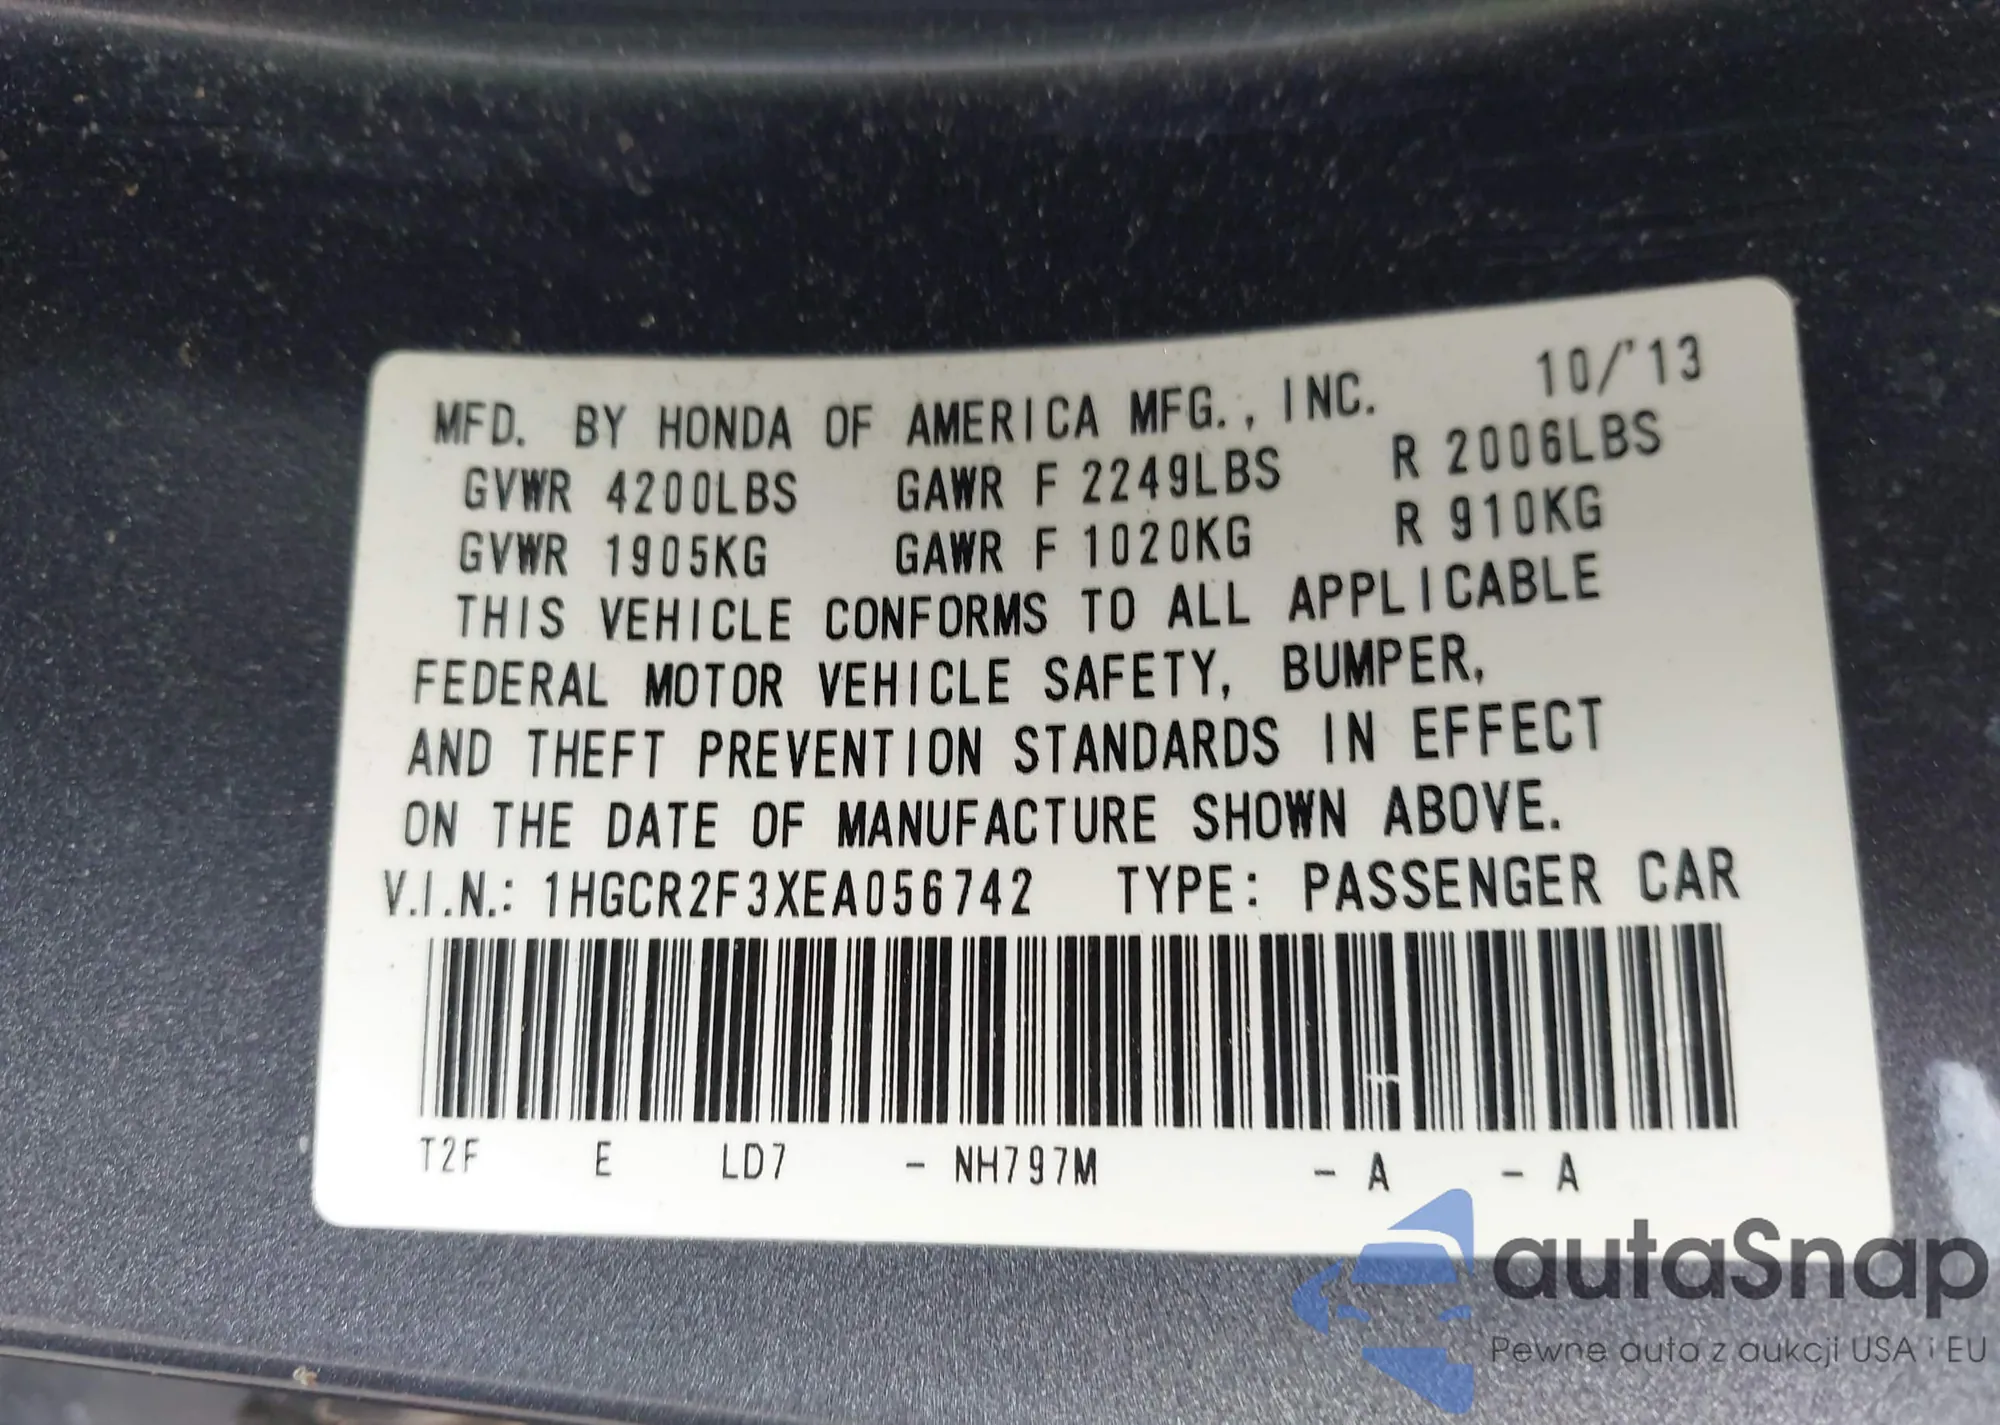 MFD. BY HONDA OF AMERICA MFG., INC. 10/'13
GVWR 4200LBS GAWR F 2249LBS R 2006LBS
GVWR 1905KG GAWR F 1020KG R 910KG
THIS VEHICLE CONFORMS TO ALL APPLICABLE
FEDERAL MOTOR VEHICLE SAFETY, BUMPER,
AND THEFT PREVENTION STANDARDS IN EFFECT
ON THE DATE OF MANUFACTURE SHOWN ABOVE.
V.I.N.: 1HGCR2F3XEA056742 TYPE: PASSENGER CAR
T2F E LD7 - NH797M - A - A
autaSnap
Pewne auta z aukcji USA i EU